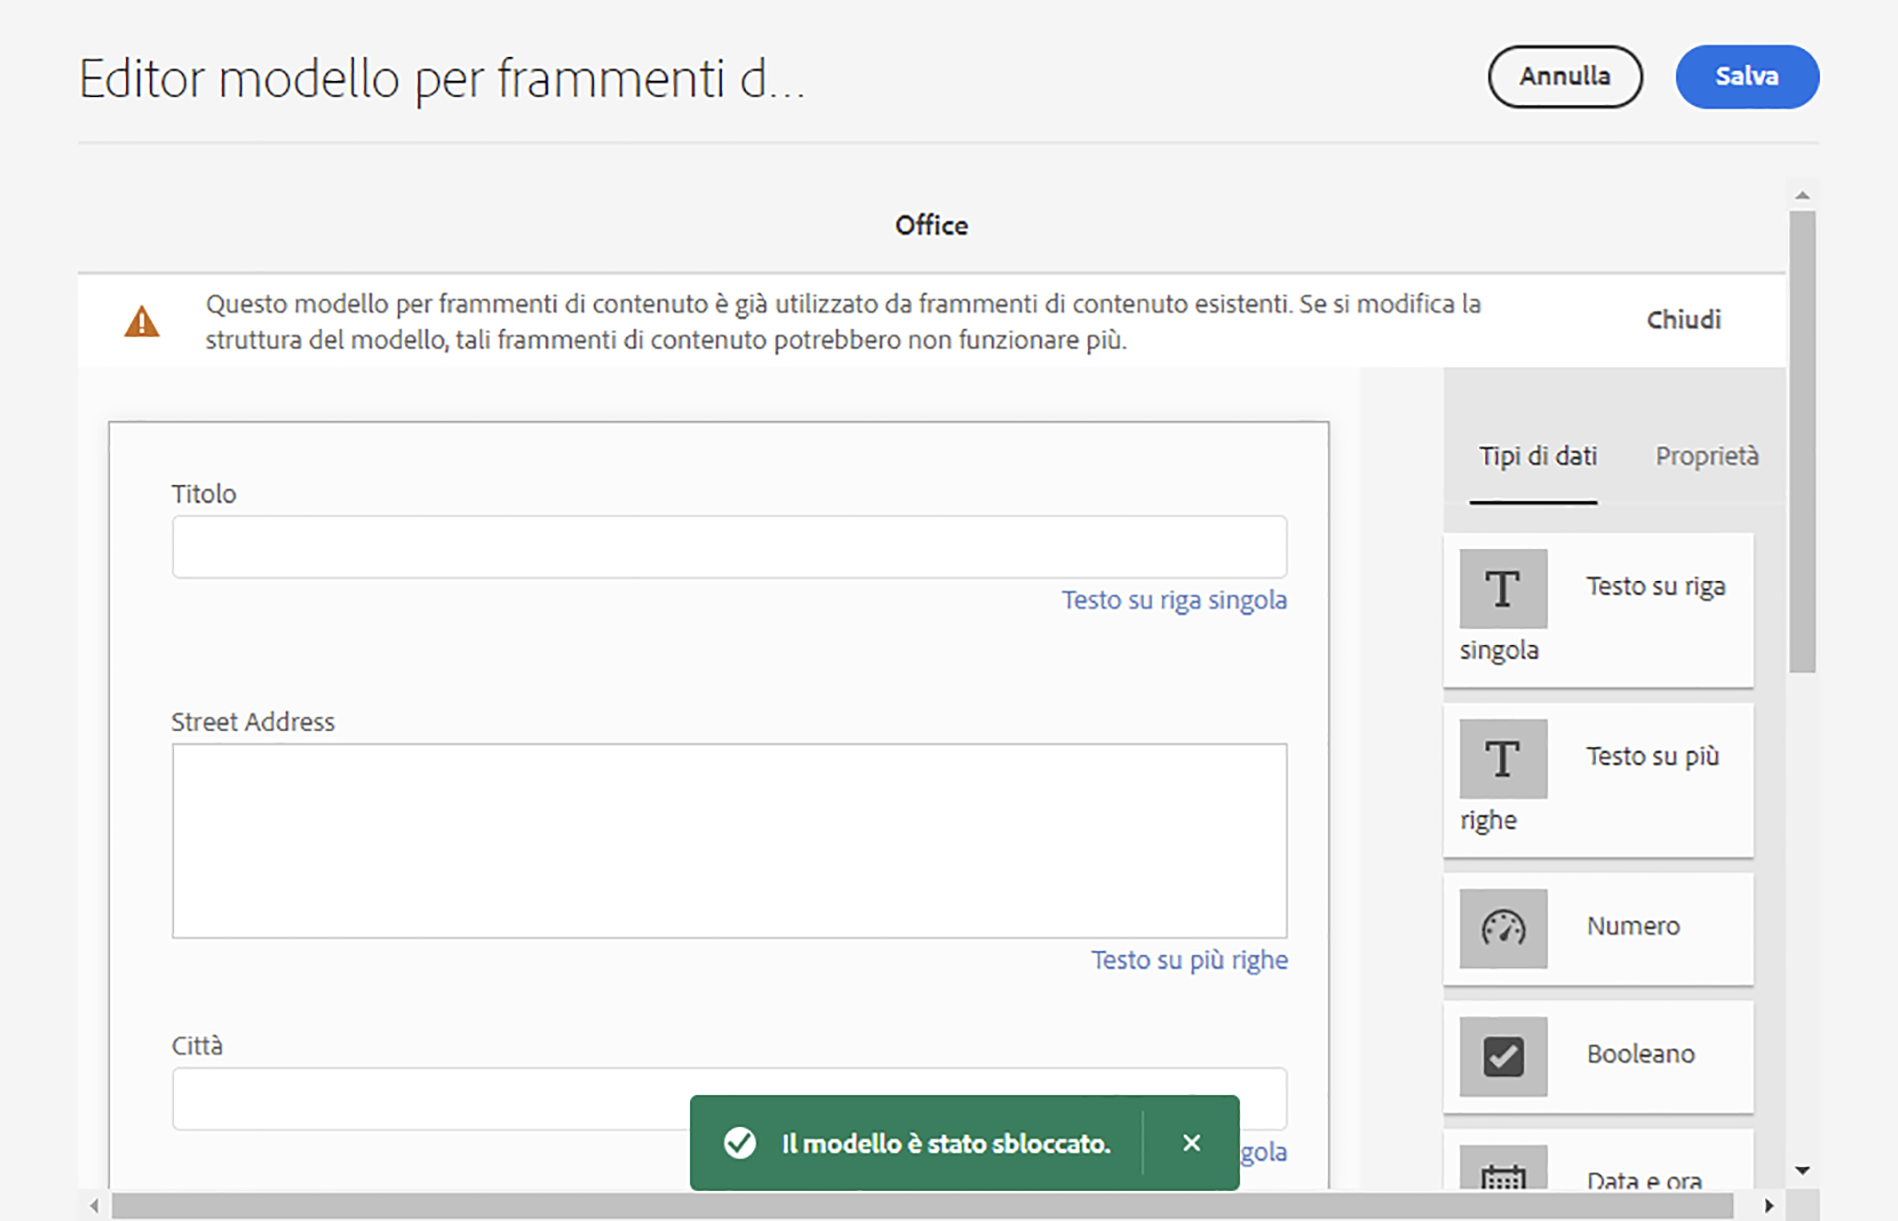 Editor modello per frammenti d...
Annulla
Salva
Office
Questo modello per frammenti di contenuto è già utilizzato da frammenti di contenuto esistenti. Se si modifica la
struttura del modello, tali frammenti di contenuto potrebbero non funzionare più.
Chiudi
Tipi di dati
Proprietà
Titolo
Testo su riga singola
Street Address
Testo su più righe
Città
gola
Testo su riga
singola
Testo su più
righe
Numero
Booleano
Data e ora
Il modello è stato sbloccato.